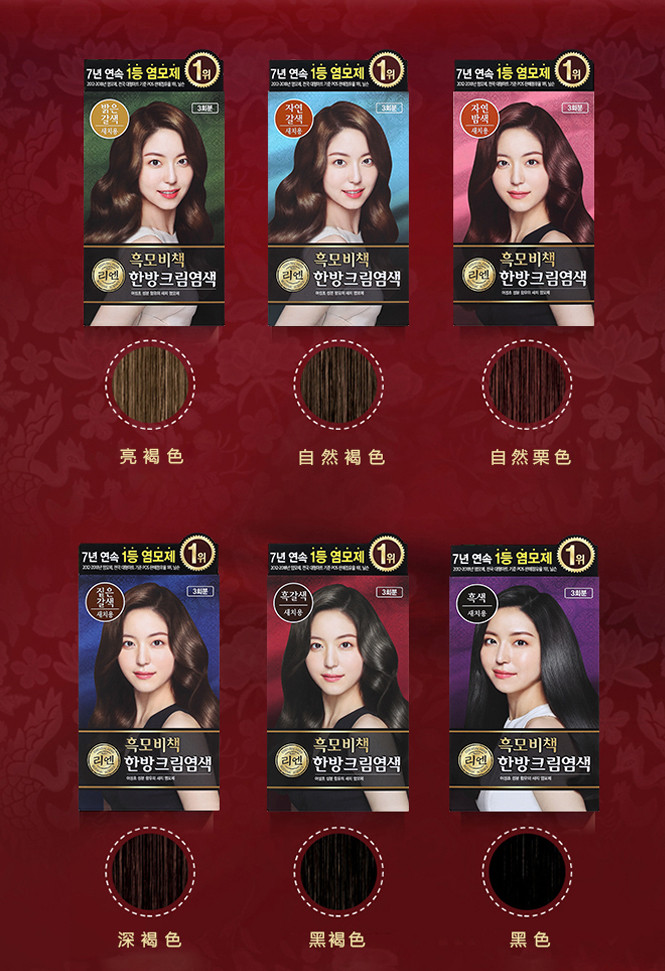 7년 연속 1등 염모제 1위
밝은
갈색
새치용
3회분
흑모비책
리엔 한방크림염색
7년 연속 1등 염모제 1위
자연
갈색
새치용
3회분
흑모비책
리엔 한방크림염색
7년 연속 1등 염모제 1위
자연
밤색
새치용
3회분
흑모비책
리엔 한방크림염색
亮褐色
自然褐色
自然栗色
7년 연속 1등 염모제 1위
짙은
갈색
새치용
3회분
흑모비책
리엔 한방크림염색
7년 연속 1등 염모제 1위
흑갈색
새치용
3회분
흑모비책
리엔 한방크림염색
7년 연속 1등 염모제 1위
흑색
새치용
3회분
흑모비책
리엔 한방크림염색
深褐色
黑褐色
黑色